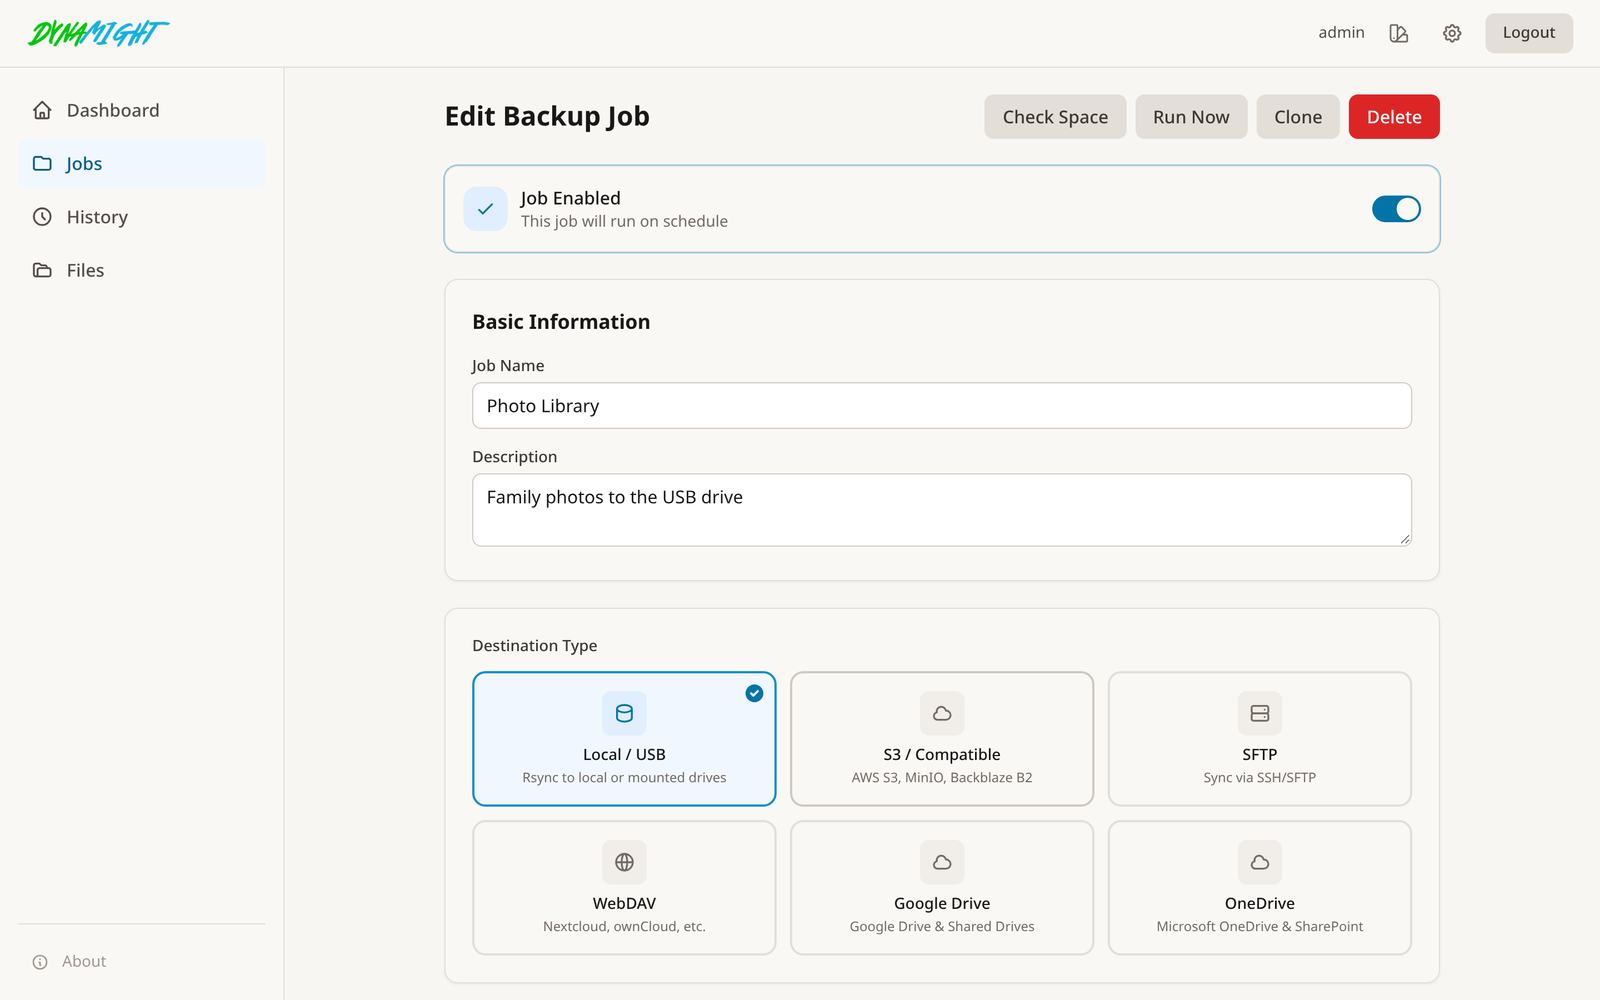 DYNAMIGHT
admin
Logout
Dashboard
Jobs
History
Files
About
Edit Backup Job
Check Space
Run Now
Clone
Delete
Job Enabled
This job will run on schedule
Basic Information
Job Name
Photo Library
Description
Family photos to the USB drive
Destination Type
Local / USB
Rsync to local or mounted drives
S3 / Compatible
AWS S3, MinIO, Backblaze B2
SFTP
Sync via SSH/SFTP
WebDAV
Nextcloud, ownCloud, etc.
Google Drive
Google Drive & Shared Drives
OneDrive
Microsoft OneDrive & SharePoint